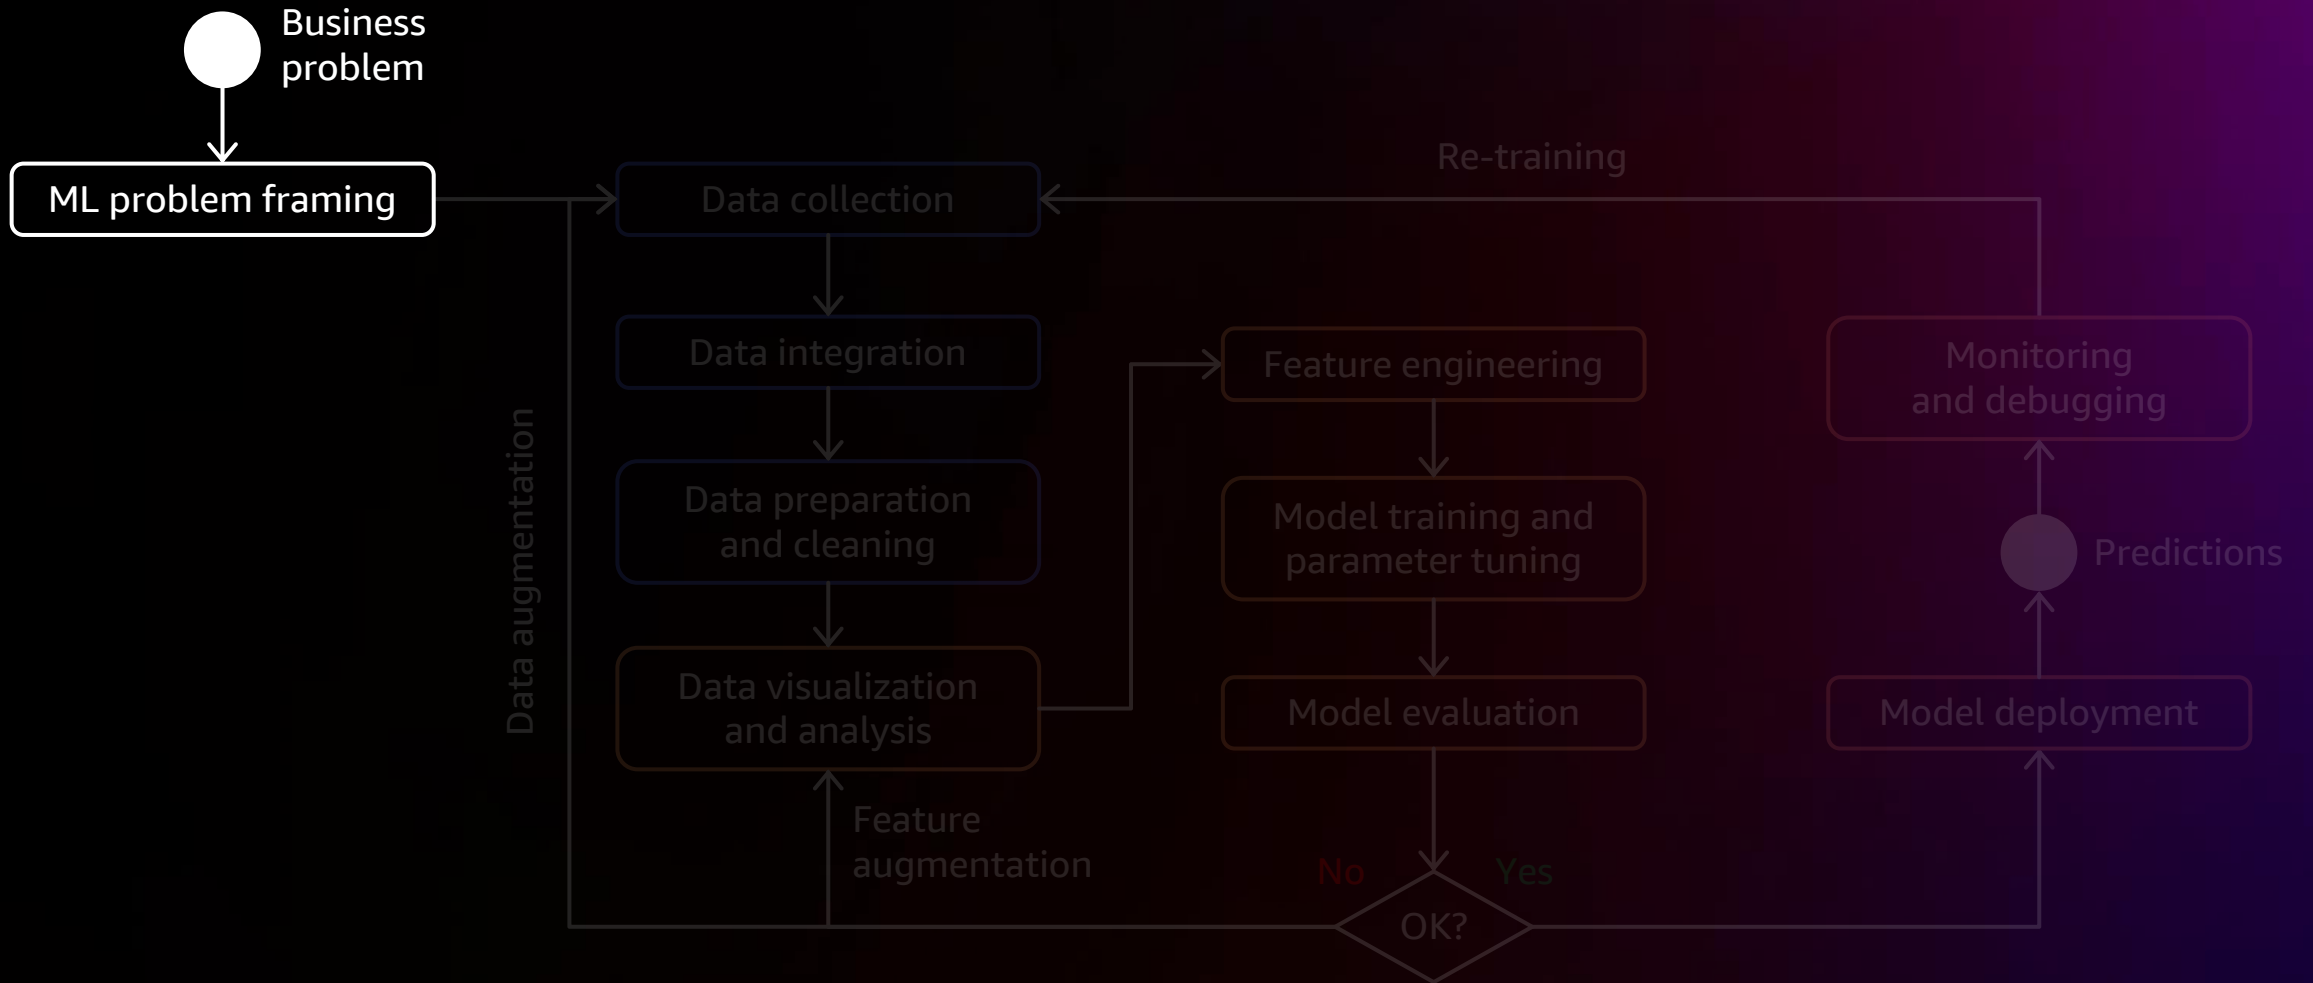 Business
problem
ML problem framing
Data collection
Re-training
Data integration
Data preparation
and cleaning
Data visualization
and analysis
Data augmentation
Feature
augmentation
Feature engineering
Model training and
parameter tuning
Model evaluation
No
Yes
OK?
Monitoring
and debugging
Predictions
Model deployment